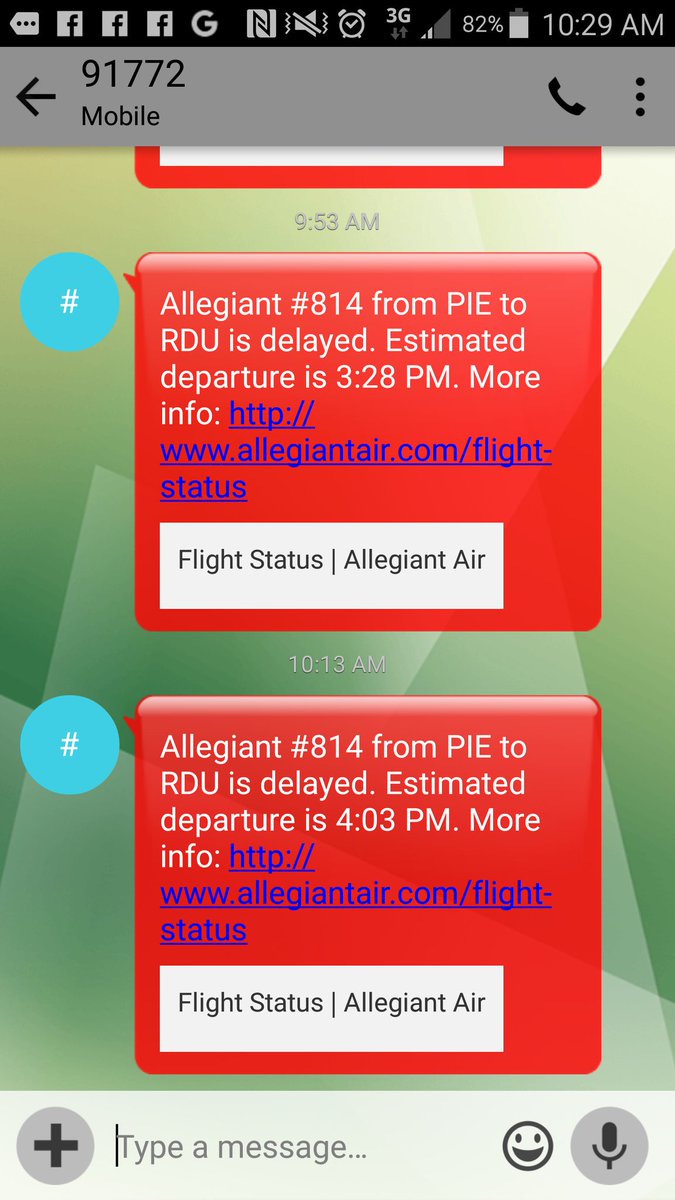 3G 82% 10:29 AM
91772
Mobile
9:53 AM
#
Allegiant #814 from PIE to
RDU is delayed. Estimated
departure is 3:28 PM. More
info: http://
www.allegiantair.com/flight-
status
Flight Status | Allegiant Air
10:13 AM
#
Allegiant #814 from PIE to
RDU is delayed. Estimated
departure is 4:03 PM. More
info: http://
www.allegiantair.com/flight-
status
Flight Status | Allegiant Air
Type a message...